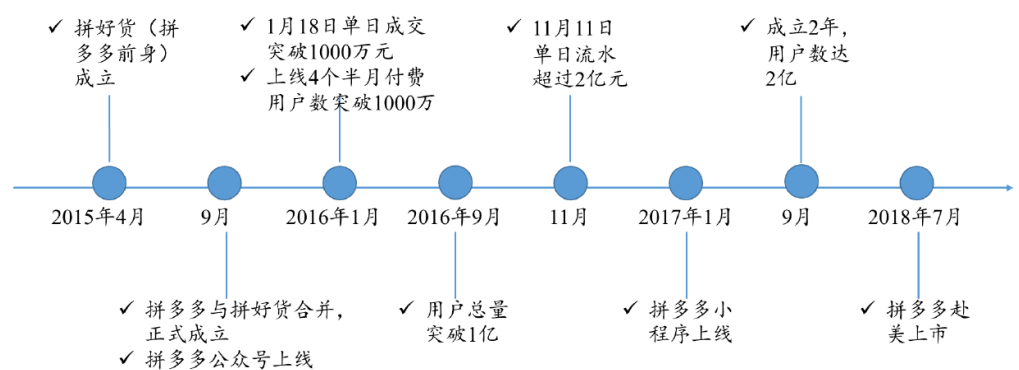 ✓ 拼好货（拼
多多前身）
成立
✓ 1月18日单日成交
突破1000万元
✓ 上线4个半月付费
用户数突破1000万
✓ 11月11日
单日流水
超过2亿元
✓ 成立2年，
用户数达
2亿
2015年4月
9月
2016年1月
2016年9月
11月
2017年1月
9月
2018年7月
✓ 拼多多与拼好货合并，
正式成立
✓ 拼多多公众号上线
✓ 用户总量
突破1亿
✓ 拼多多小
程序上线
✓ 拼多多赴
美上市